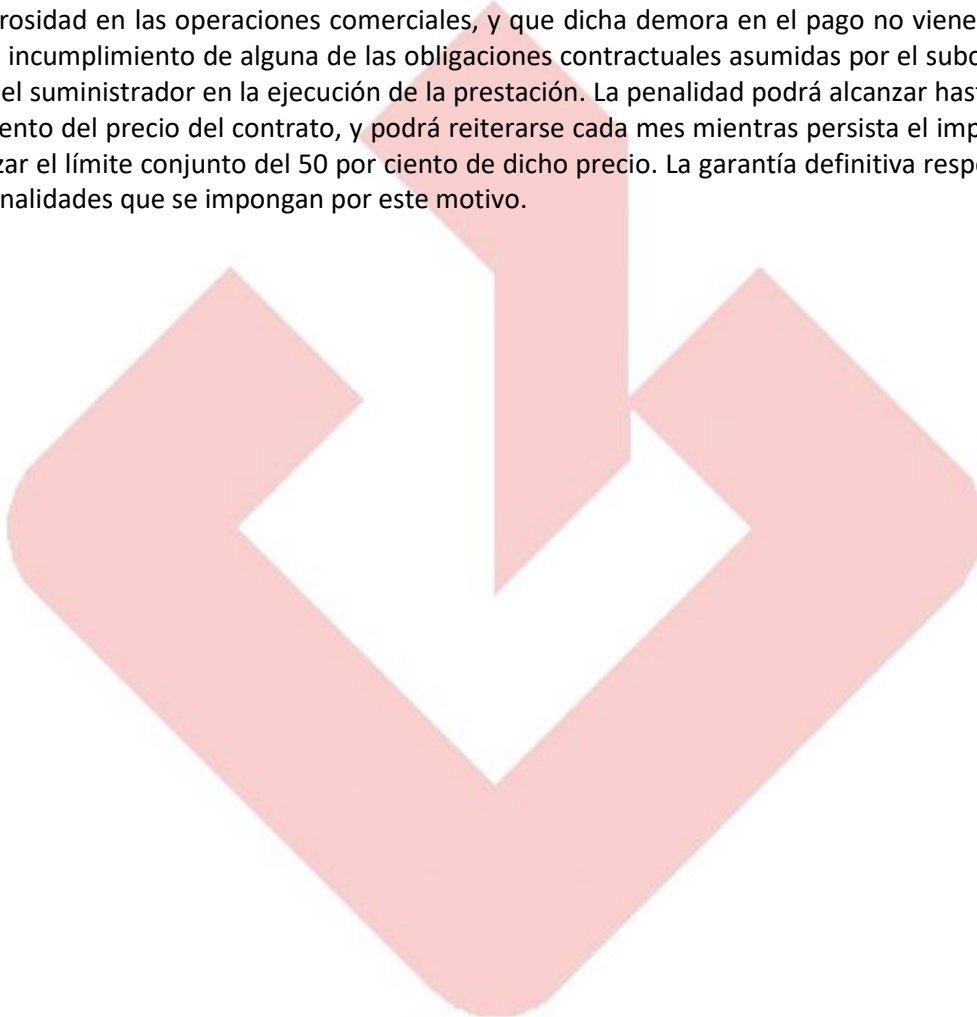 rosidad en las operaciones comerciales, y que dicha demora en el pago no viene
incumplimiento de alguna de las obligaciones contractuales asumidas por el subc
el suministrador en la ejecución de la prestación. La penalidad podrá alcanzar hast
ento del precio del contrato, y podrá reiterarse cada mes mientras persista el imp
zar el límite conjunto del 50 por ciento de dicho precio. La garantía definitiva resp
nalidades que se impongan por este motivo.